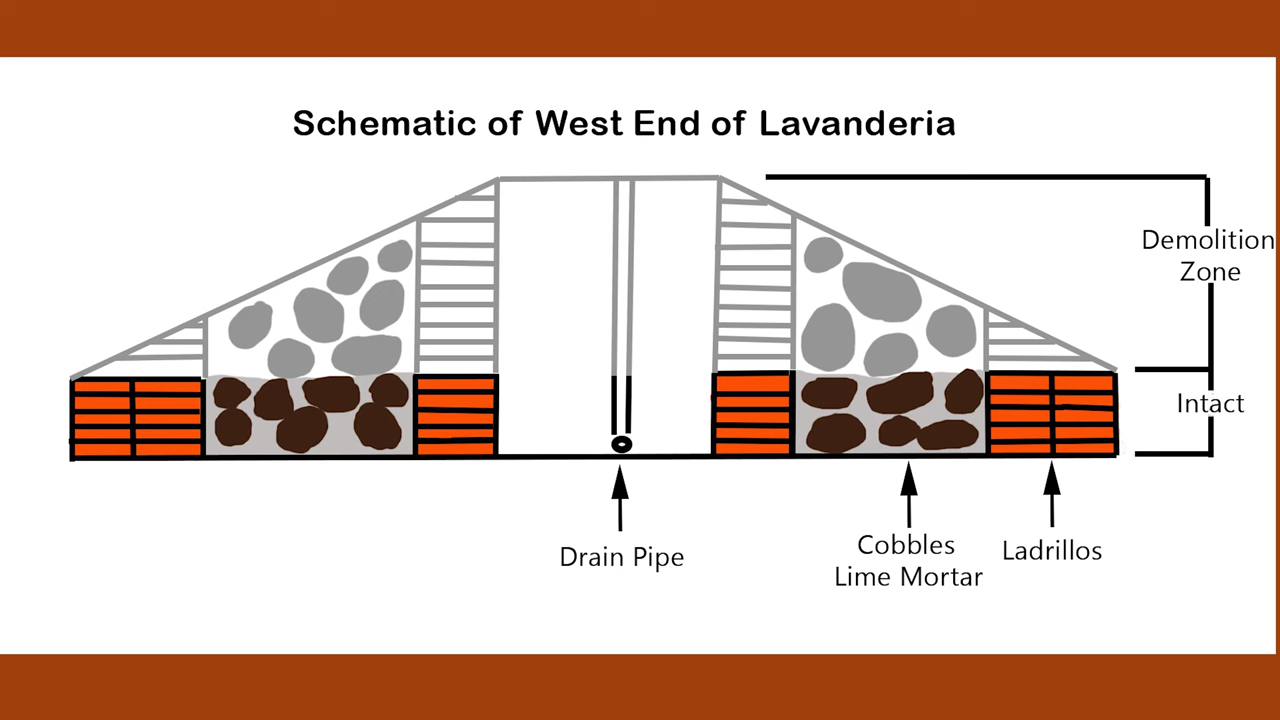 Schematic of West End of Lavanderia
Demolition
Zone
Intact
Drain Pipe
Cobbles
Lime Mortar
Ladrillos